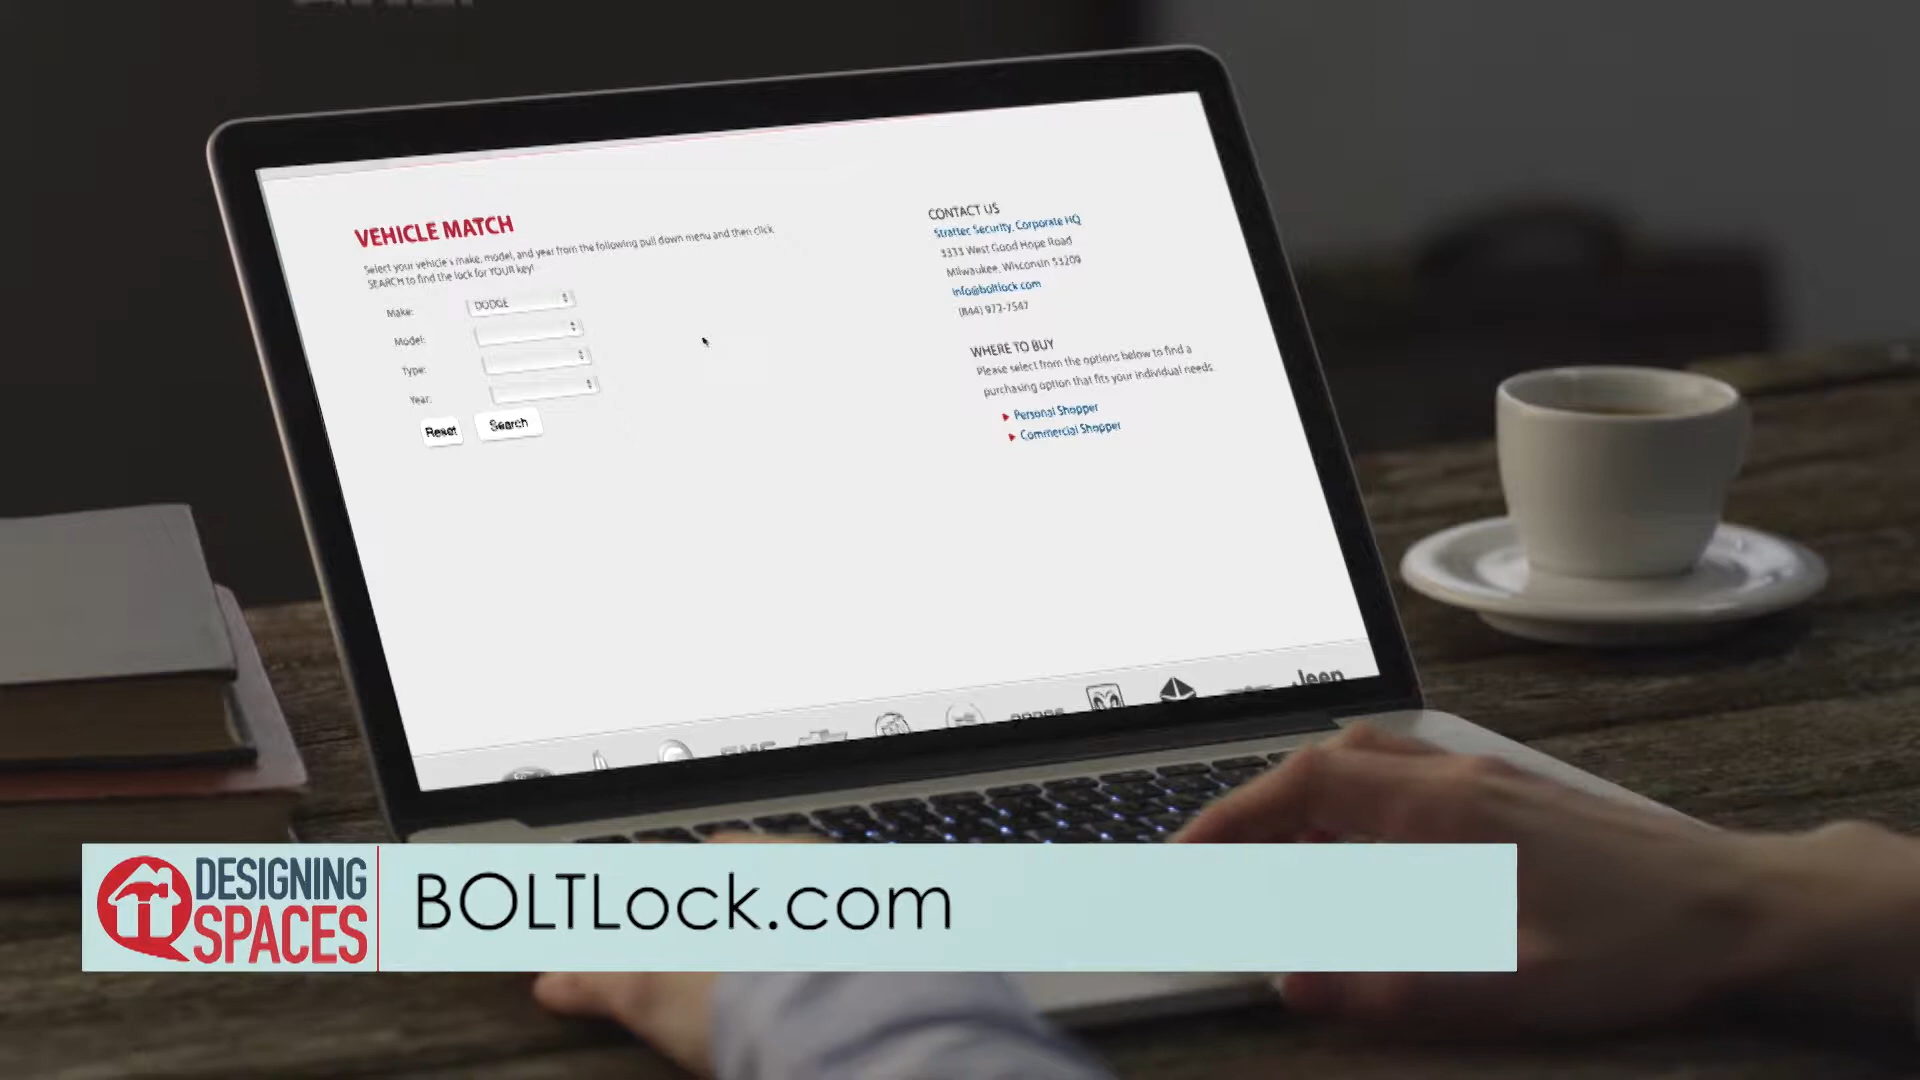 VEHICLE MATCH
Select your vehicle's make, model, and year from the following pull down menu and then click
SEARCH to find the lock for YOUR key!
Make: DODGE
Model:
Type:
Year:
Reset Search
CONTACT US
Strattec Security, Corporate HQ
3333 West Good Hope Road
Milwaukee, Wisconsin 53209
info@boltlock.com
(844) 972-7547
WHERE TO BUY
Please select from the options below to find a
purchasing option that fits your individual needs.
Personal Shopper
Commercial Shopper
Jeep
DESIGNING
SPACES
BOLTLock.com